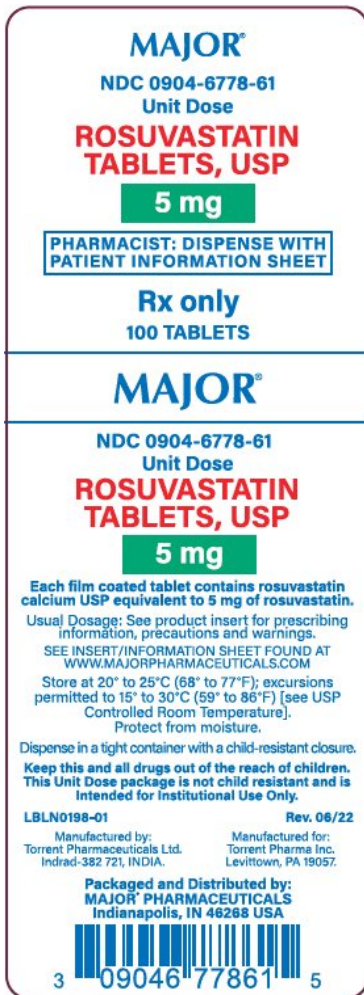 MAJOR®
NDC 0904-6778-61
Unit Dose
ROSUVASTATIN
TABLETS, USP
5 mg
PHARMACIST: DISPENSE WITH
PATIENT INFORMATION SHEET
Rx only
100 TABLETS
MAJOR®
NDC 0904-6778-61
Unit Dose
ROSUVASTATIN
TABLETS, USP
5 mg
Each film coated tablet contains rosuvastatin
calcium USP equivalent to 5 mg of rosuvastatin.
Usual Dosage: See product insert for prescribing
information, precautions and warnings.
SEE INSERT/INFORMATION SHEET FOUND AT
WWW.MAJORPHARMACEUTICALS.COM
Store at 20° to 25°C (68° to 77°F); excursions
permitted to 15° to 30°C (59° to 86°F) [see USP
Controlled Room Temperature].
Protect from moisture.
Dispense in a tight container with a child-resistant closure.
Keep this and all drugs out of the reach of children.
This Unit Dose package is not child resistant and is
Intended for Institutional Use Only.
LBLN0198-01 Rev. 06/22
Manufactured by:
Torrent Pharmaceuticals Ltd.
Indrad-382 721, INDIA.
Manufactured for:
Torrent Pharma Inc.
Levittown, PA 19057.
Packaged and Distributed by:
MAJOR® PHARMACEUTICALS
Indianapolis, IN 46268 USA
3 09046 77861 5